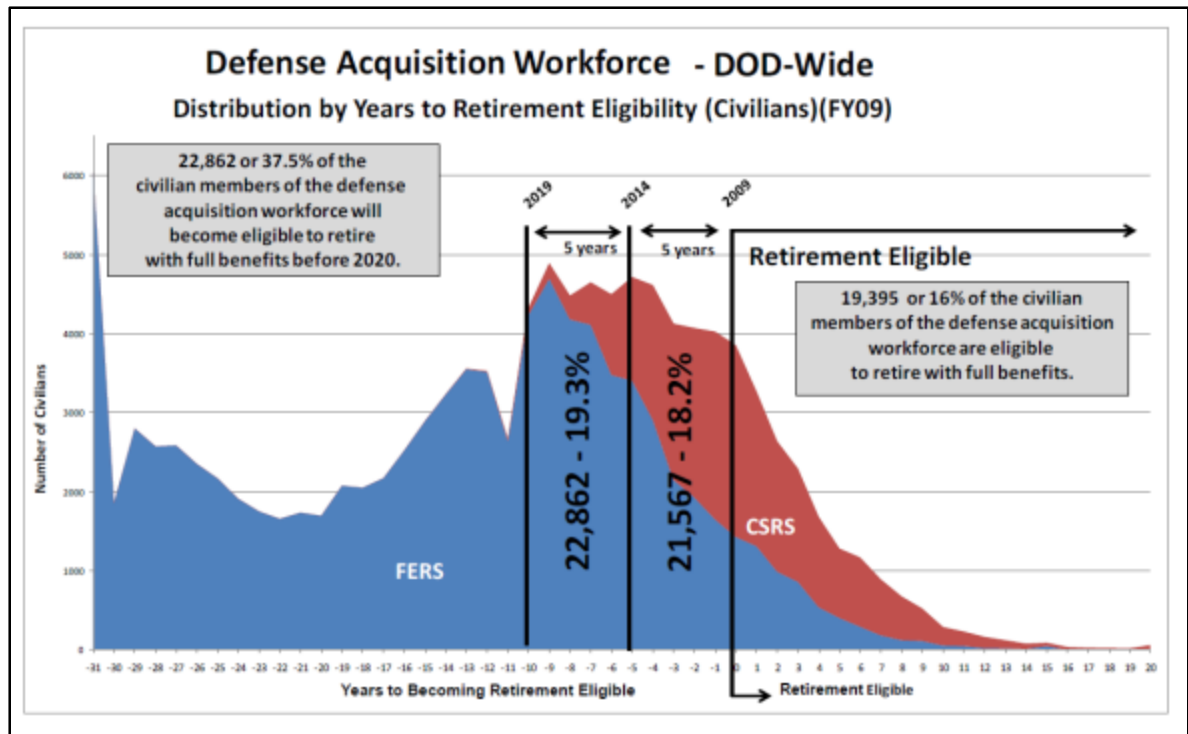 Defense Acquisition Workforce - DOD-Wide
Distribution by Years to Retirement Eligibility (Civilians)(FY09)
22,862 or 37.5% of the
civilian members of the defense
acquisition workforce will
become eligible to retire
with full benefits before 2020.
2019
2014
2009
5 years
5 years
Retirement Eligible
19,395 or 16% of the civilian
members of the defense acquisition
workforce are eligible
to retire with full benefits.
22,862 - 19.3%
21,567 - 18.2%
FERS
CSRS
Number of Civilians
6000
5000
4000
3000
2000
1000
0
-31 -30 -29 -28 -27 -26 -25 -24 -23 -22 -21 -20 -19 -18 -17 -16 -15 -14 -13 -12 -11 -10 -9 -8 -7 -6 -5 -4 -3 -2 -1 0 1 2 3 4 5 6 7 8 9 10 11 12 13 14 15 16 17 18 19 20
Years to Becoming Retirement Eligible
Retirement Eligible